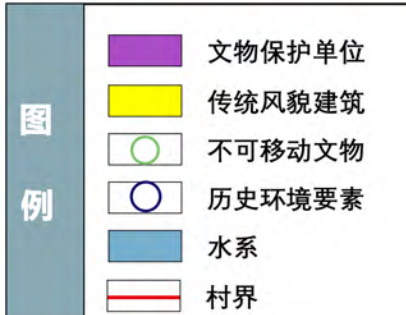 图例
文物保护单位
传统风貌建筑
不可移动文物
历史环境要素
水系
村界